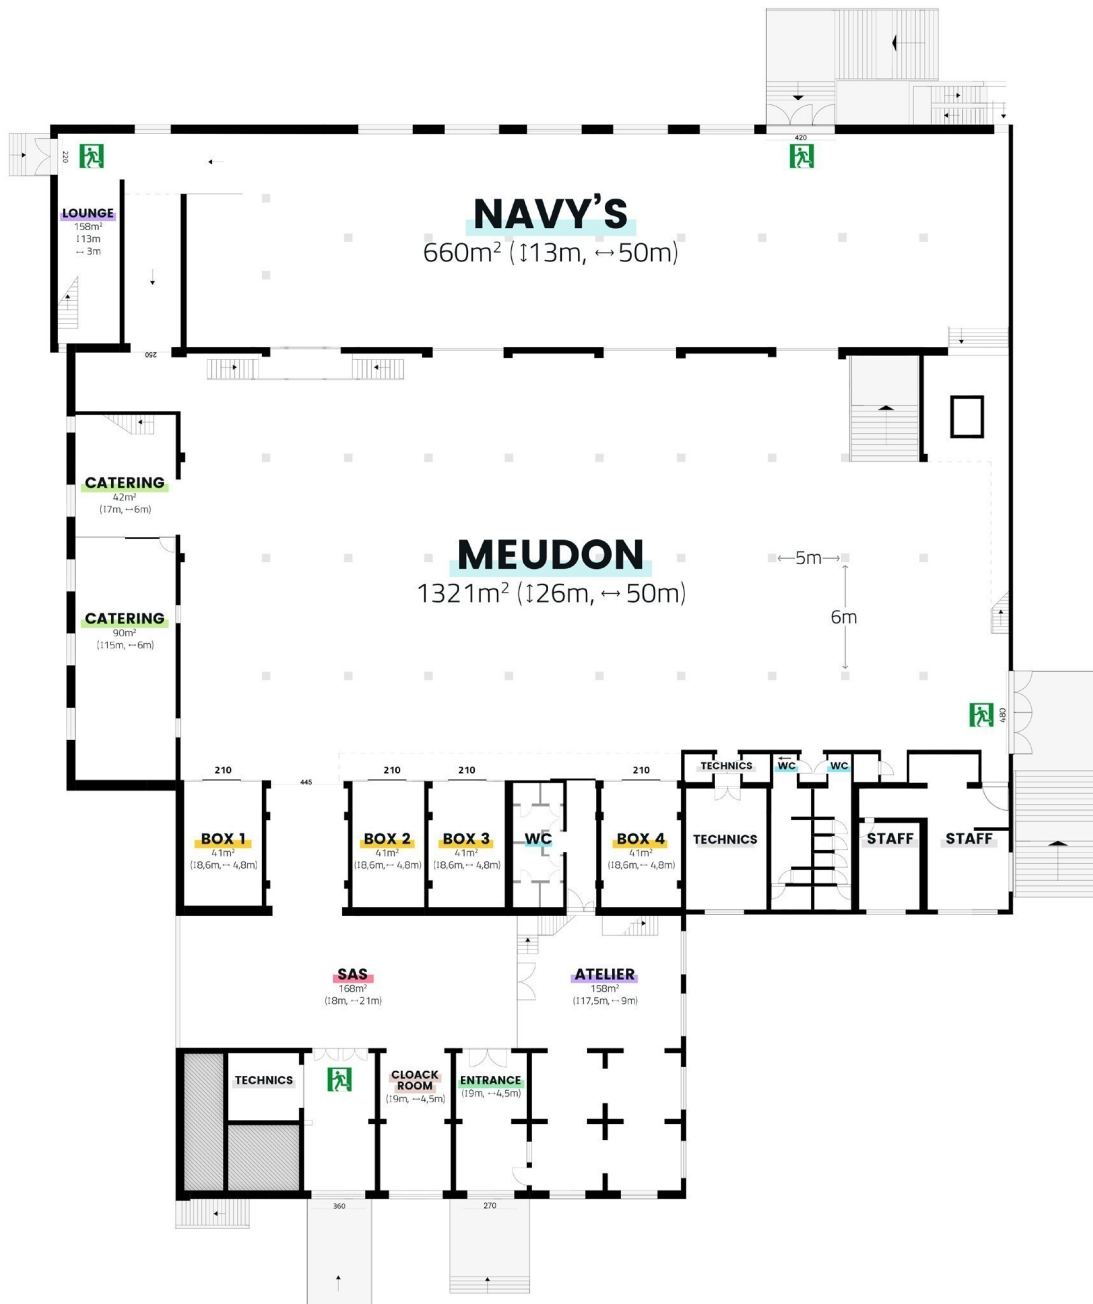 420
220
LOUNGE
158m²
↕13m
↔ 3m
NAVY’S
660m² (↕13m, ↔50m)
250
CATERING
42m²
(↕7m, ↔6m)
MEUDON
1321m² (↕26m, ↔ 50m)
5m
6m
CATERING
90m²
(↕15m, ↔6m)
480
210
445
210
210
210
TECHNICS
WC
WC
BOX 1
41m²
(↕8,6m, ↔ 4,8m)
BOX 2
41m²
(↕8,6m, ↔ 4,8m)
BOX 3
41m²
(↕8,6m, ↔ 4,8m)
WC
BOX 4
41m²
(↕8,6m, ↔ 4,8m)
TECHNICS
STAFF
STAFF
SAS
168m²
(↕8m, ↔21m)
ATELIER
158m²
(↕17,5m, ↔9m)
TECHNICS
CLOACK
ROOM
(↕9m, ↔4,5m)
ENTRANCE
(↕9m, ↔4,5m)
360
270